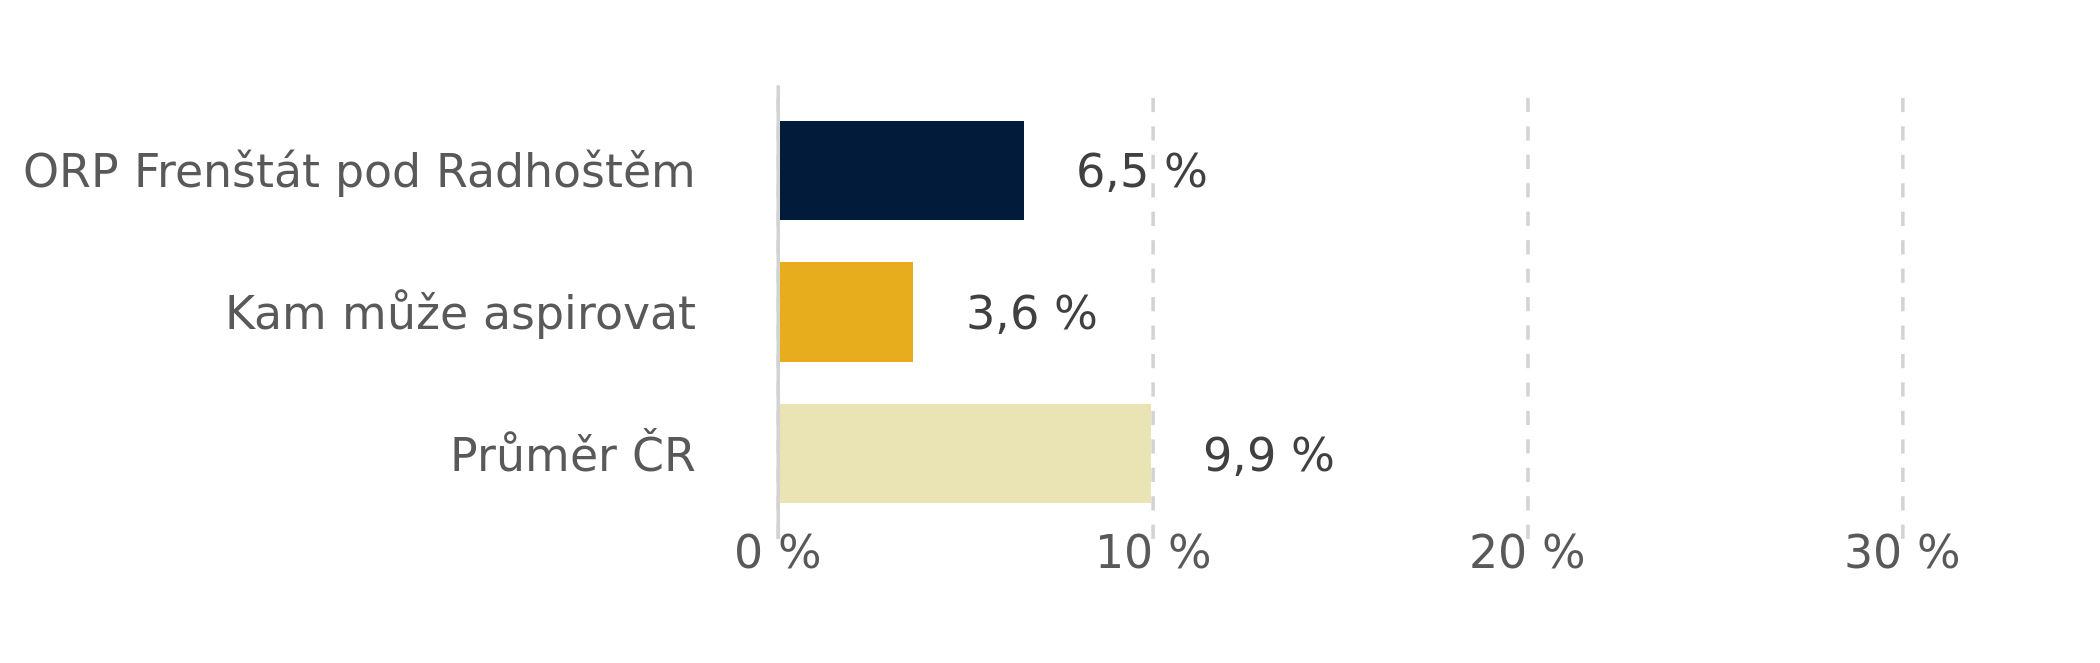 ORP Frenštát pod Radhoštěm
6,5 %
Kam může aspirovat
3,6 %
Průměr ČR
9,9 %
0 %
10 %
20 %
30 %